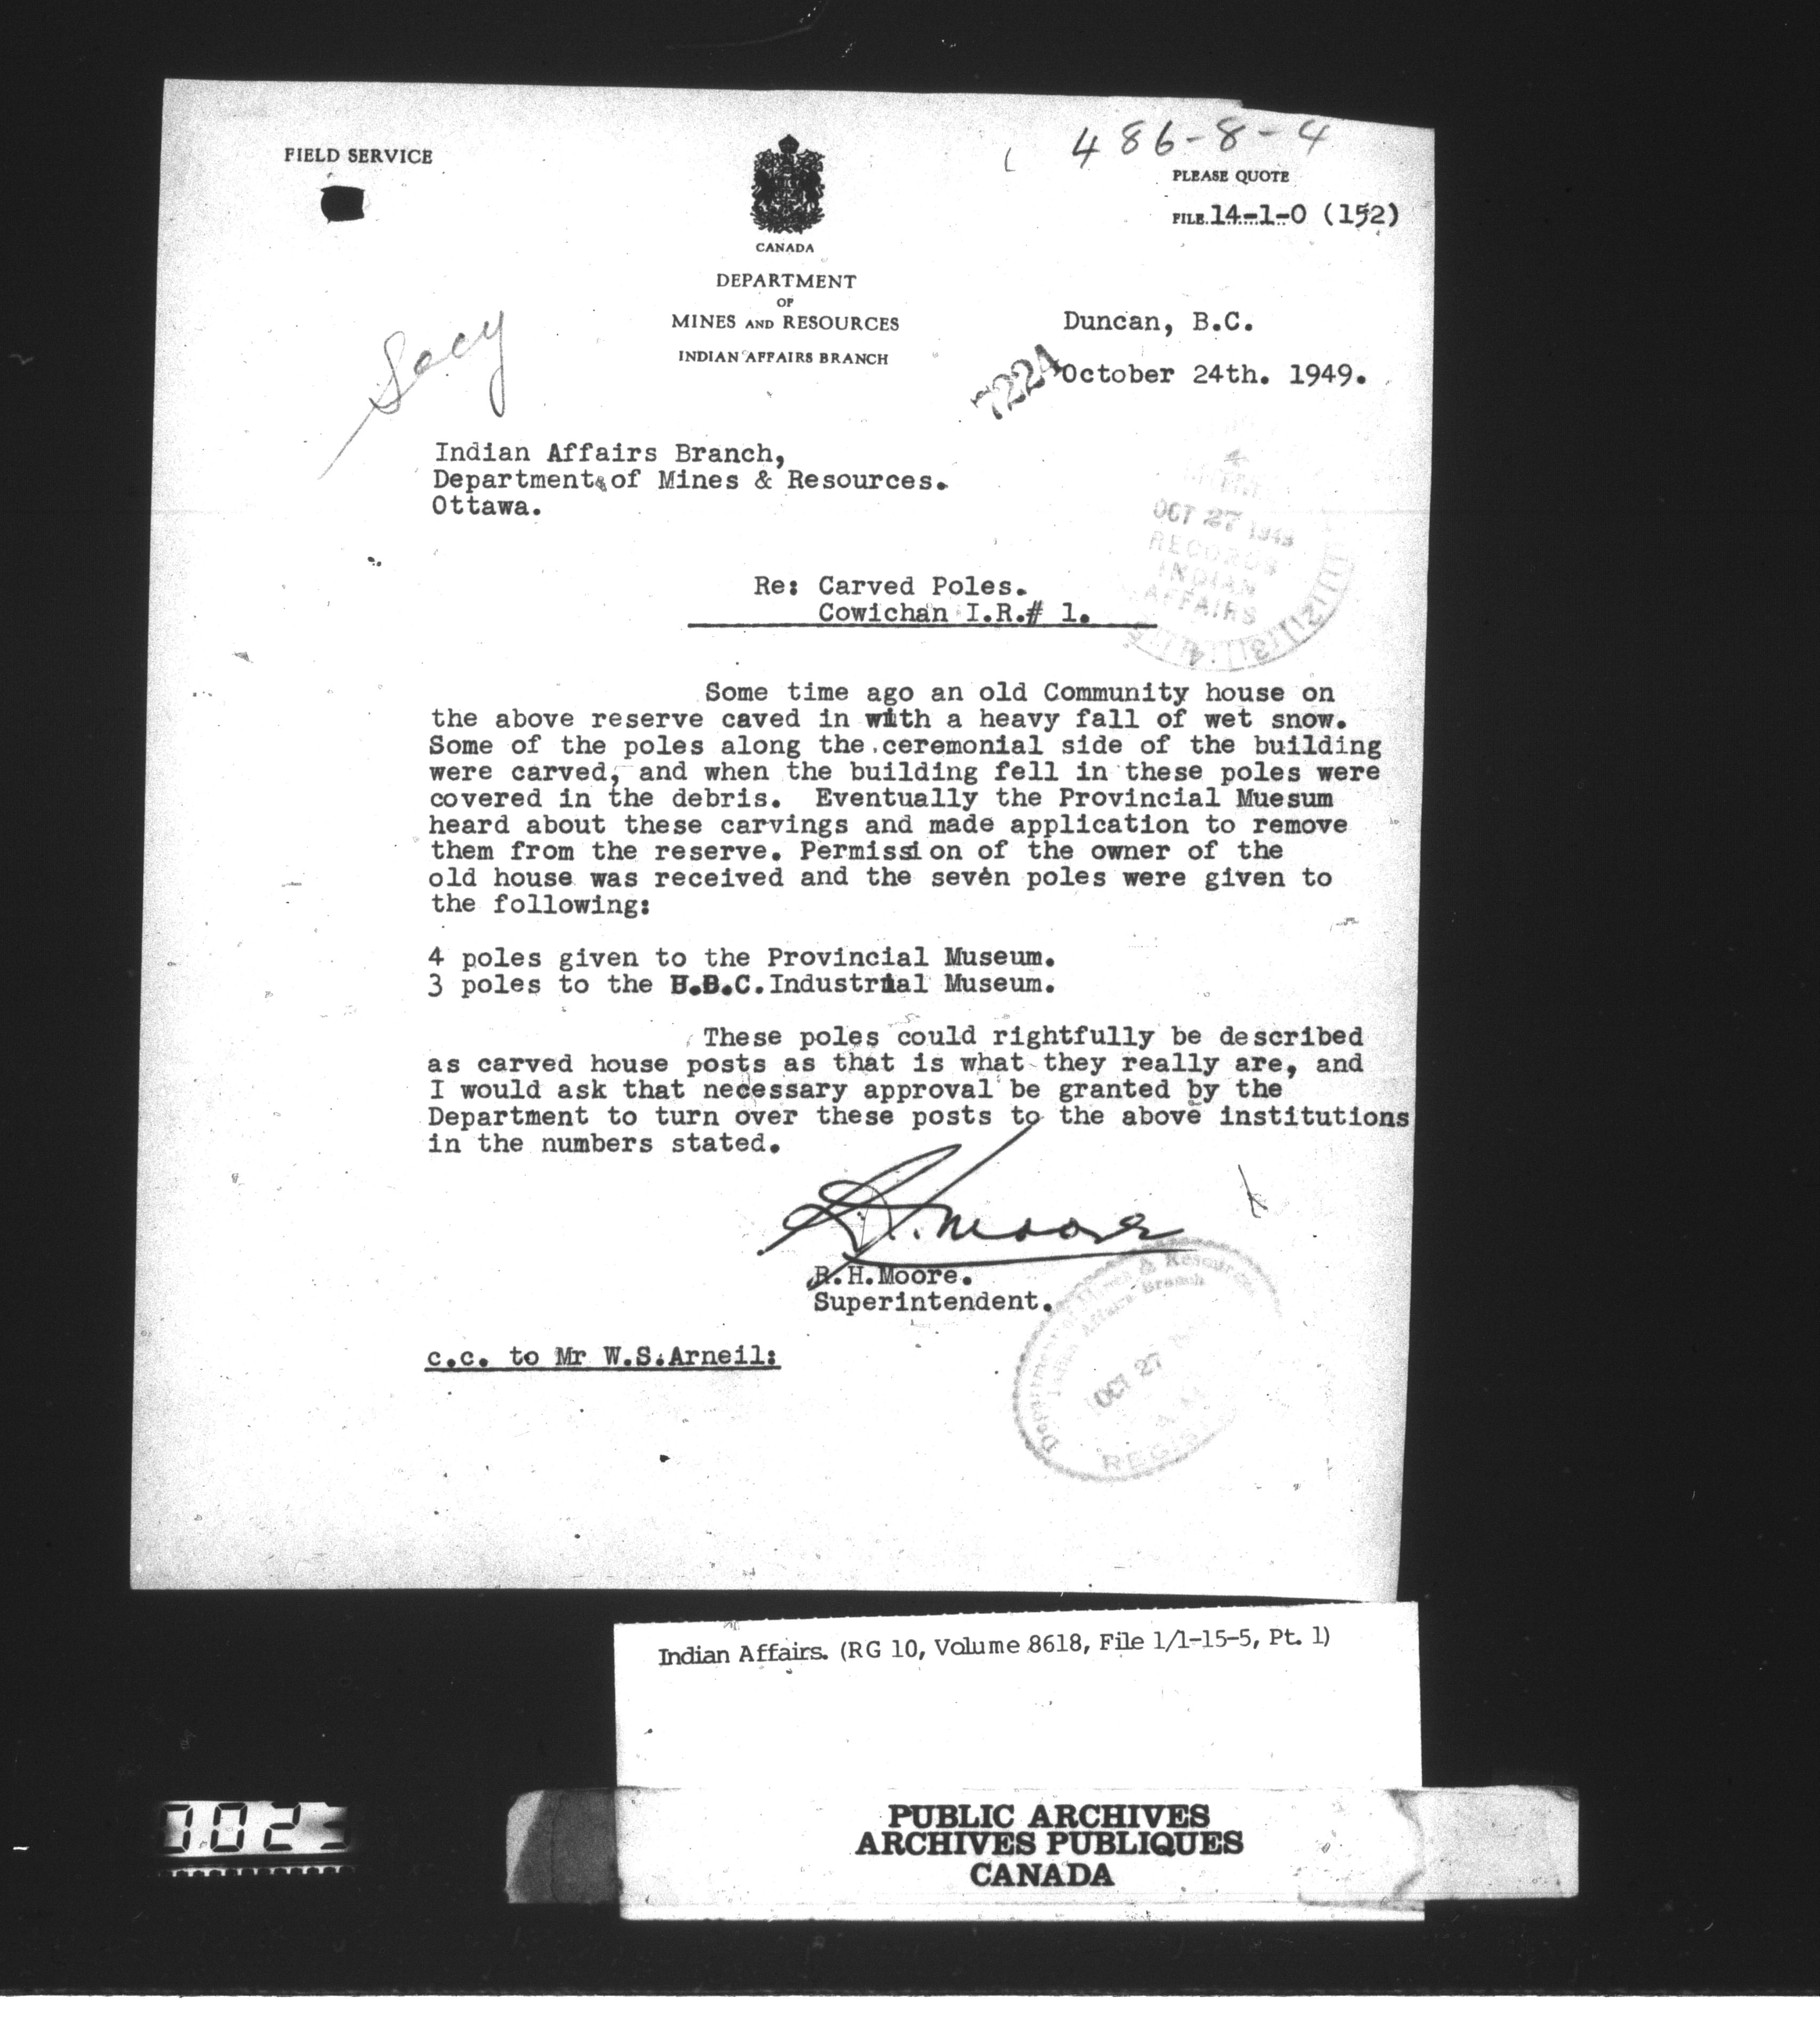 486-8-4
FIELD SERVICE
PLEASE QUOTE
FILE 14-1-0 (152)
CANADA
DEPARTMENT
OF
MINES AND RESOURCES
INDIAN AFFAIRS BRANCH
Secy
Duncan, B.C.
7224
October 24th. 1949.
Indian Affairs Branch,
Department of Mines & Resources.
Ottawa.
OCT 27 1949
RECORDS
INDIAN
AFFAIRS
Re: Carved Poles.
Cowichan I.R.# 1.
Some time ago an old Community house on
the above reserve caved in with a heavy fall of wet snow.
Some of the poles along the ceremonial side of the building
were carved, and when the building fell in these poles were
covered in the debris. Eventually the Provincial Muesum
heard about these carvings and made application to remove
them from the reserve. Permission of the owner of the
old house was received and the seven poles were given to
the following:
4 poles given to the Provincial Museum.
3 poles to the B.C. Industrial Museum.
These poles could rightfully be described
as carved house posts as that is what they really are, and
I would ask that necessary approval be granted by the
Department to turn over these posts to the above institutions
in the numbers stated.
R.H. Moore
R.H.Moore.
Superintendent.
Department of Mines & Resources
Indian Affairs Branch
OCT 27
c.c. to Mr W.S.Arneil:
Indian Affairs. (RG 10, Volume 8618, File 1/1-15-5, Pt. 1)
PUBLIC ARCHIVES
ARCHIVES PUBLIQUES
CANADA